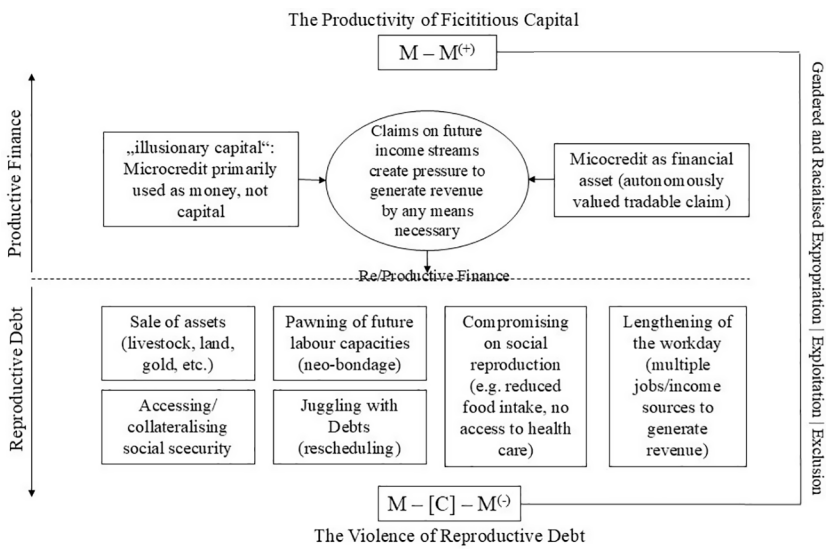 The Productivity of Ficititious Capital
M – M(+)
„illusionary capital“:
Microcredit primarily
used as money, not
capital
Claims on future
income streams
create pressure to
generate revenue
by any means
necessary
Micocredit as financial
asset (autonomously
valued tradable claim)
Productive Finance
Re/Productive Finance
Reproductive Debt
Sale of assets
(livestock, land,
gold, etc.)
Pawning of future
labour capacities
(neo-bondage)
Compromising
on social
reproduction
(e.g. reduced
food intake, no
access to health
care)
Lengthening of
the workday
(multiple
jobs/income
sources to
generate
revenue)
Accessing/
collateralising
social scecurity
Juggling with
Debts
(rescheduling)
M – [C] – M(-)
The Violence of Reproductive Debt
Gendered and Racialised Expropriation | Exploitation | Exclusion